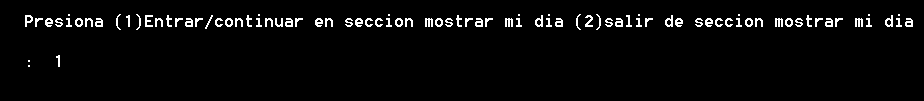 Presiona (1)Entrar/continuar en seccion mostrar mi dia (2)salir de seccion mostrar mi dia
:  1